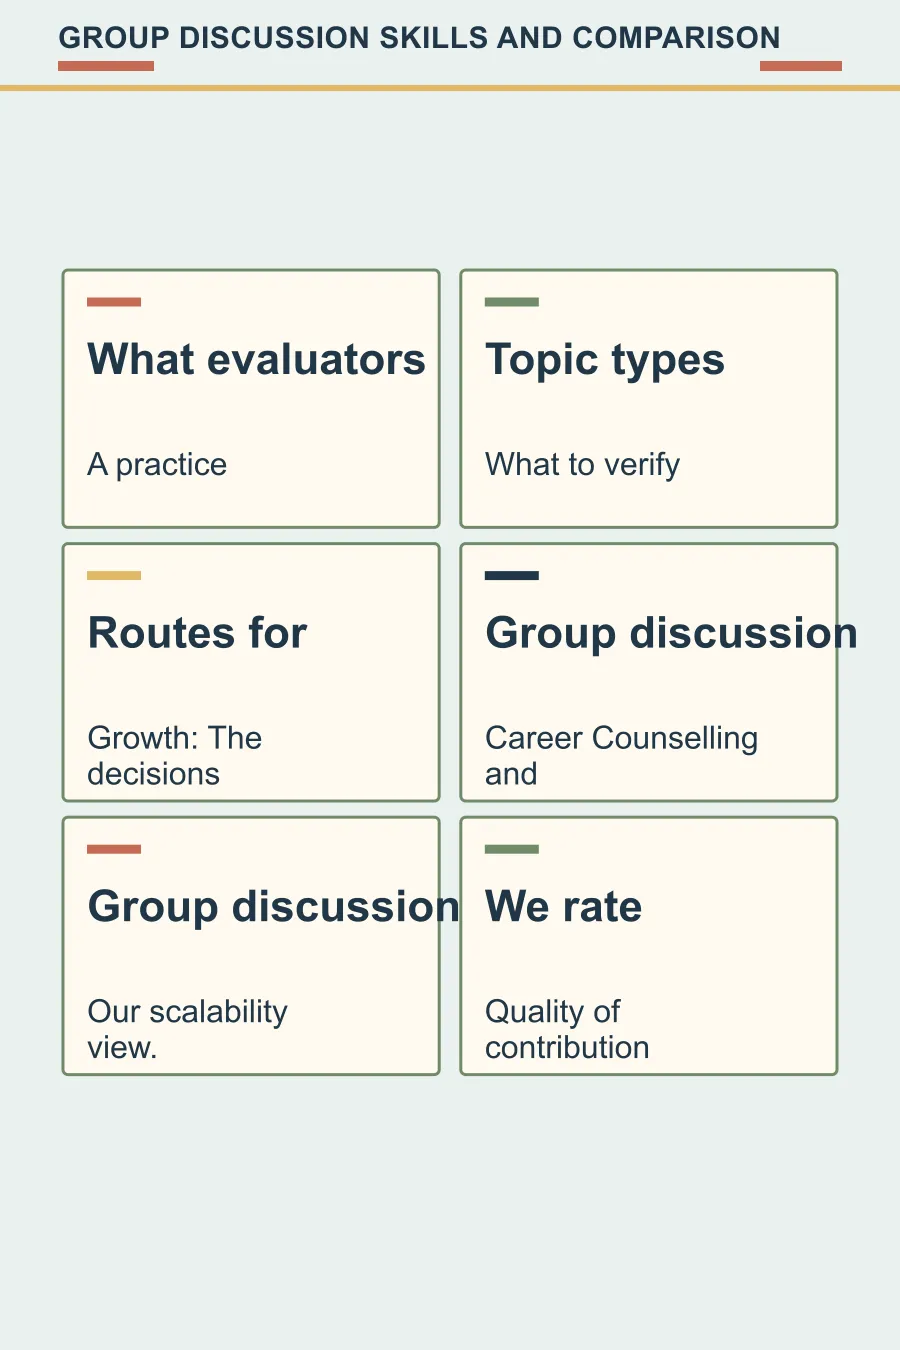 GROUP DISCUSSION SKILLS AND COMPARISON
What evaluators
A practice
Topic types
What to verify
Routes for
Growth: The
decisions
Group discussion
Career Counselling
and
Group discussion
Our scalability
view.
We rate
Quality of
contribution